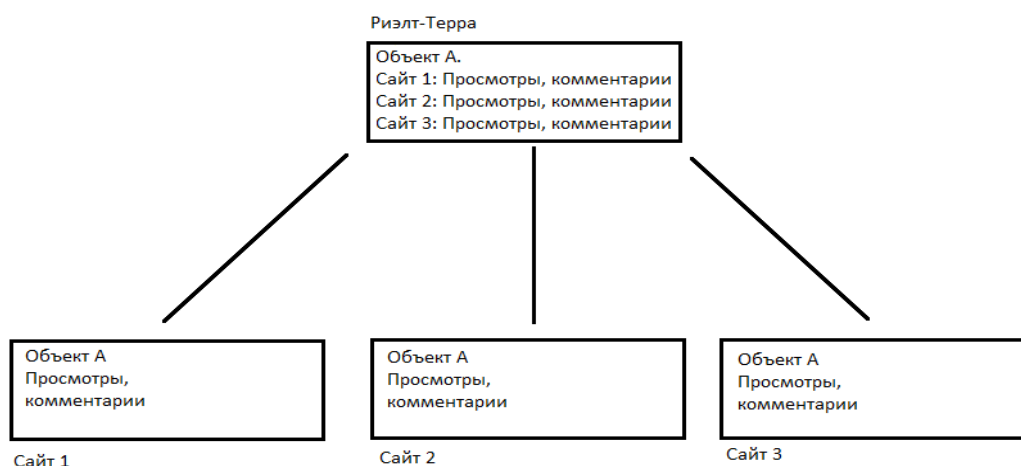 Риэлт-Терра
Объект А.
Сайт 1: Просмотры, комментарии
Сайт 2: Просмотры, комментарии
Сайт 3: Просмотры, комментарии
Объект А
Просмотры,
комментарии
Сайт 1
Объект А
Просмотры,
комментарии
Сайт 2
Объект А
Просмотры,
комментарии
Сайт 3